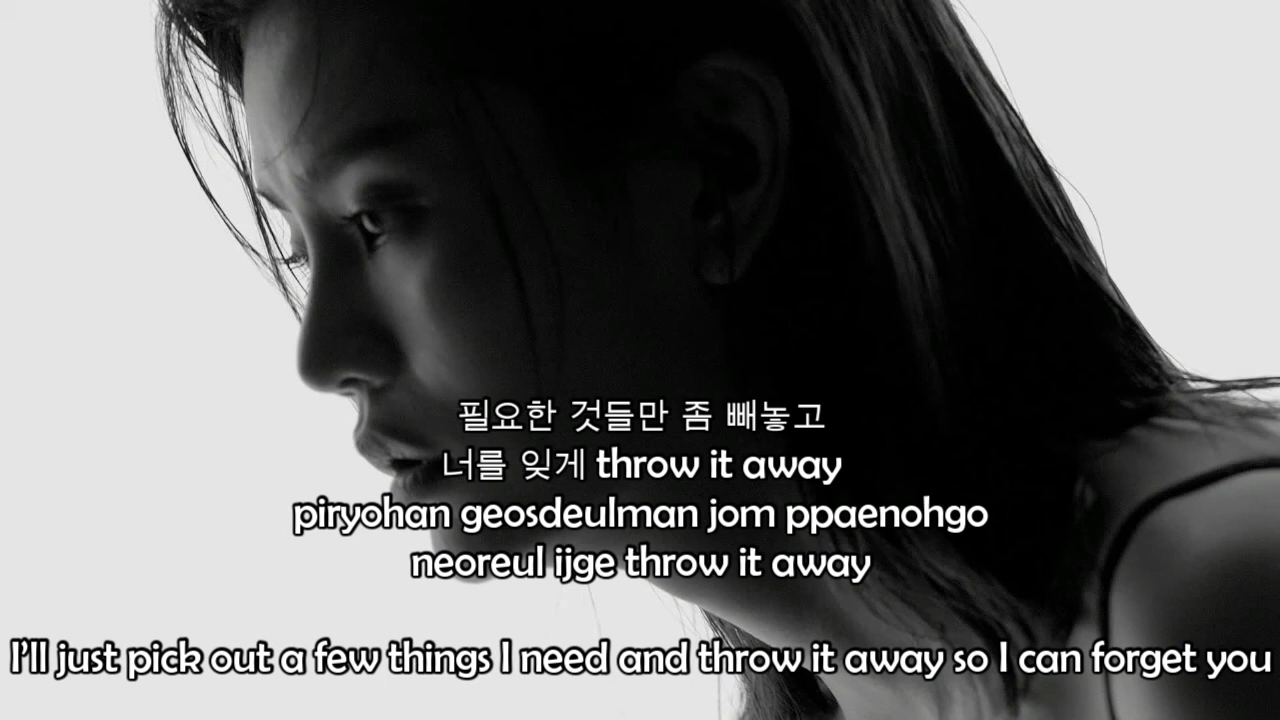 필요한 것들만 좀 빼놓고
너를 잊게 throw it away
piryohan geosdeulman jom ppaenohgo
neoreul ijge throw it away
I'll just pick out a few things I need and throw it away so I can forget you